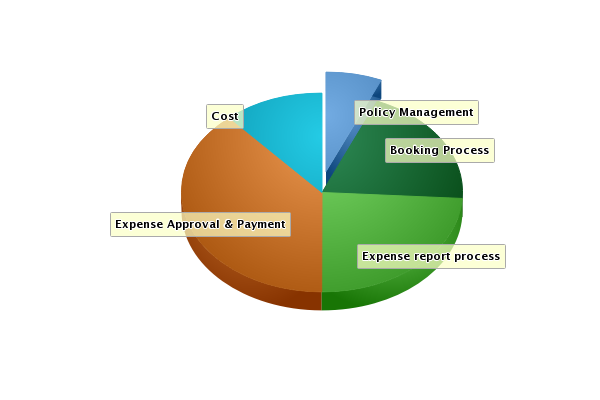 Policy Management
Cost
Booking Process
Expense Approval & Payment
Expense report process